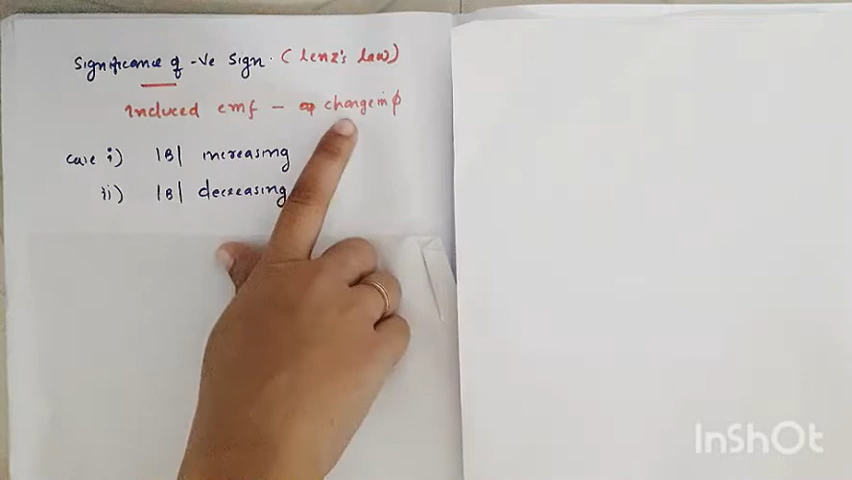 Significance of -ve sign. (Lenz's law)
Induced emf - change in φ
case i) |B| increasing
ii) |B| decreasing
InShOt